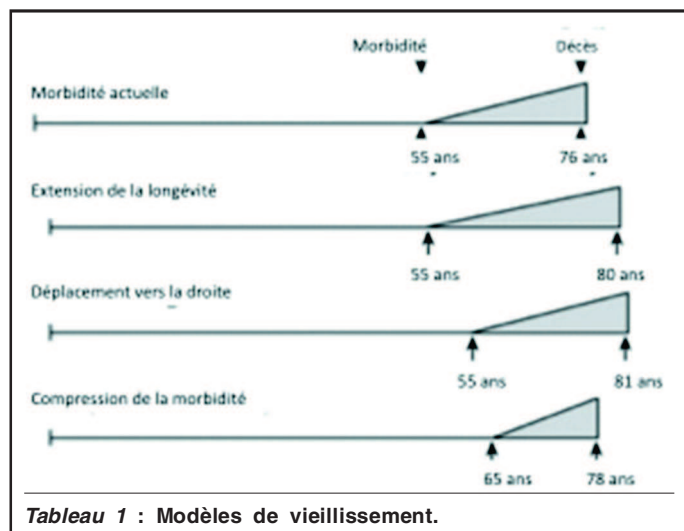 Morbidité Décès
Morbidité actuelle
55 ans 76 ans
Extension de la longévité
55 ans 80 ans
Déplacement vers la droite
55 ans 81 ans
Compression de la morbidité
65 ans 78 ans
Tableau 1 : Modèles de vieillissement.